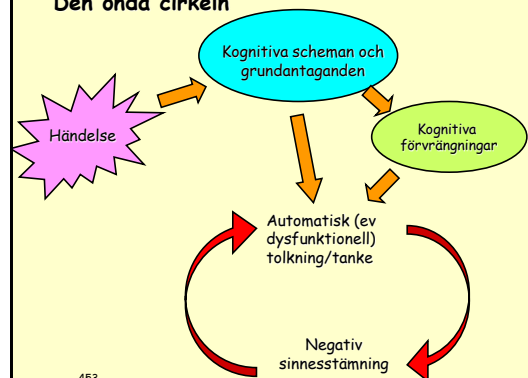 Den onda cirkeln
Kognitiva scheman och
grundantaganden
Händelse
Kognitiva
förvrängningar
Automatisk (ev
dysfunktionell)
tolkning/tanke
Negativ
sinnesstämning
453